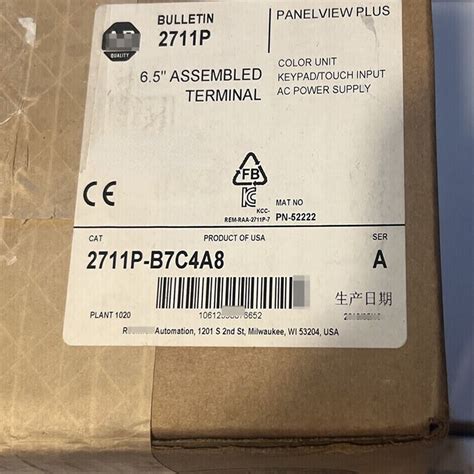 BULLETIN
2711P
PANELVIEW PLUS
QUALITY
6.5" ASSEMBLED
TERMINAL
COLOR UNIT
KEYPAD/TOUCH INPUT
AC POWER SUPPLY
FB
CE
KCC-
REM-RAA-2711P-7
MAT NO
PN-52222
CAT
PRODUCT OF USA
SER
2711P-B7C4A8
A
生产日期
PLANT 1020
Automation, 1201 S 2nd St, Milwaukee, WI 53204, USA